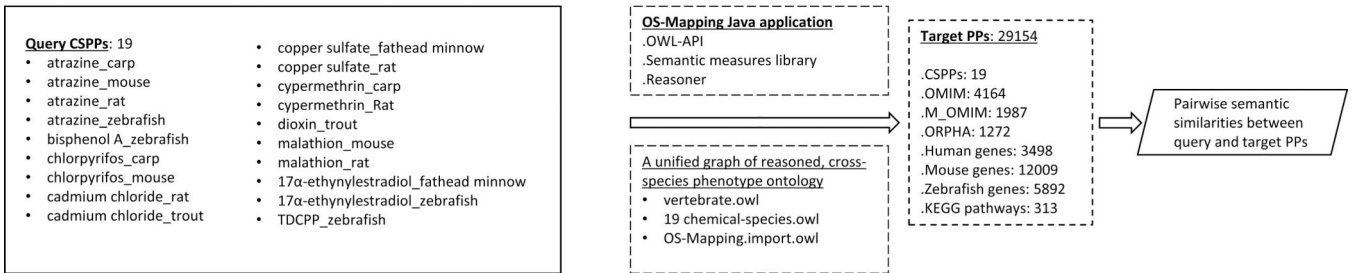 Query CSPPs: 19
• atrazine_carp
• atrazine_mouse
• atrazine_rat
• atrazine_zebrafish
• bisphenol A_zebrafish
• chlorpyrifos_carp
• chlorpyrifos_mouse
• cadmium chloride_rat
• cadmium chloride_trout
• copper sulfate_fathead minnow
• copper sulfate_rat
• cypermethrin_carp
• cypermethrin_Rat
• dioxin_trout
• malathion_mouse
• malathion_rat
• 17α-ethynylestradiol_fathead minnow
• 17α-ethynylestradiol_zebrafish
• TDCPP_zebrafish
OS-Mapping Java application
.OWL-API
.Semantic measures library
.Reasoner
A unified graph of reasoned, cross-
species phenotype ontology
• vertebrate.owl
• 19 chemical-species.owl
• OS-Mapping.import.owl
Target PPs: 29154
.CSPPs: 19
.OMIM: 4164
.M_OMIM: 1987
.ORPHA: 1272
.Human genes: 3498
.Mouse genes: 12009
.Zebrafish genes: 5892
.KEGG pathways: 313
Pairwise semantic
similarities between
query and target PPs